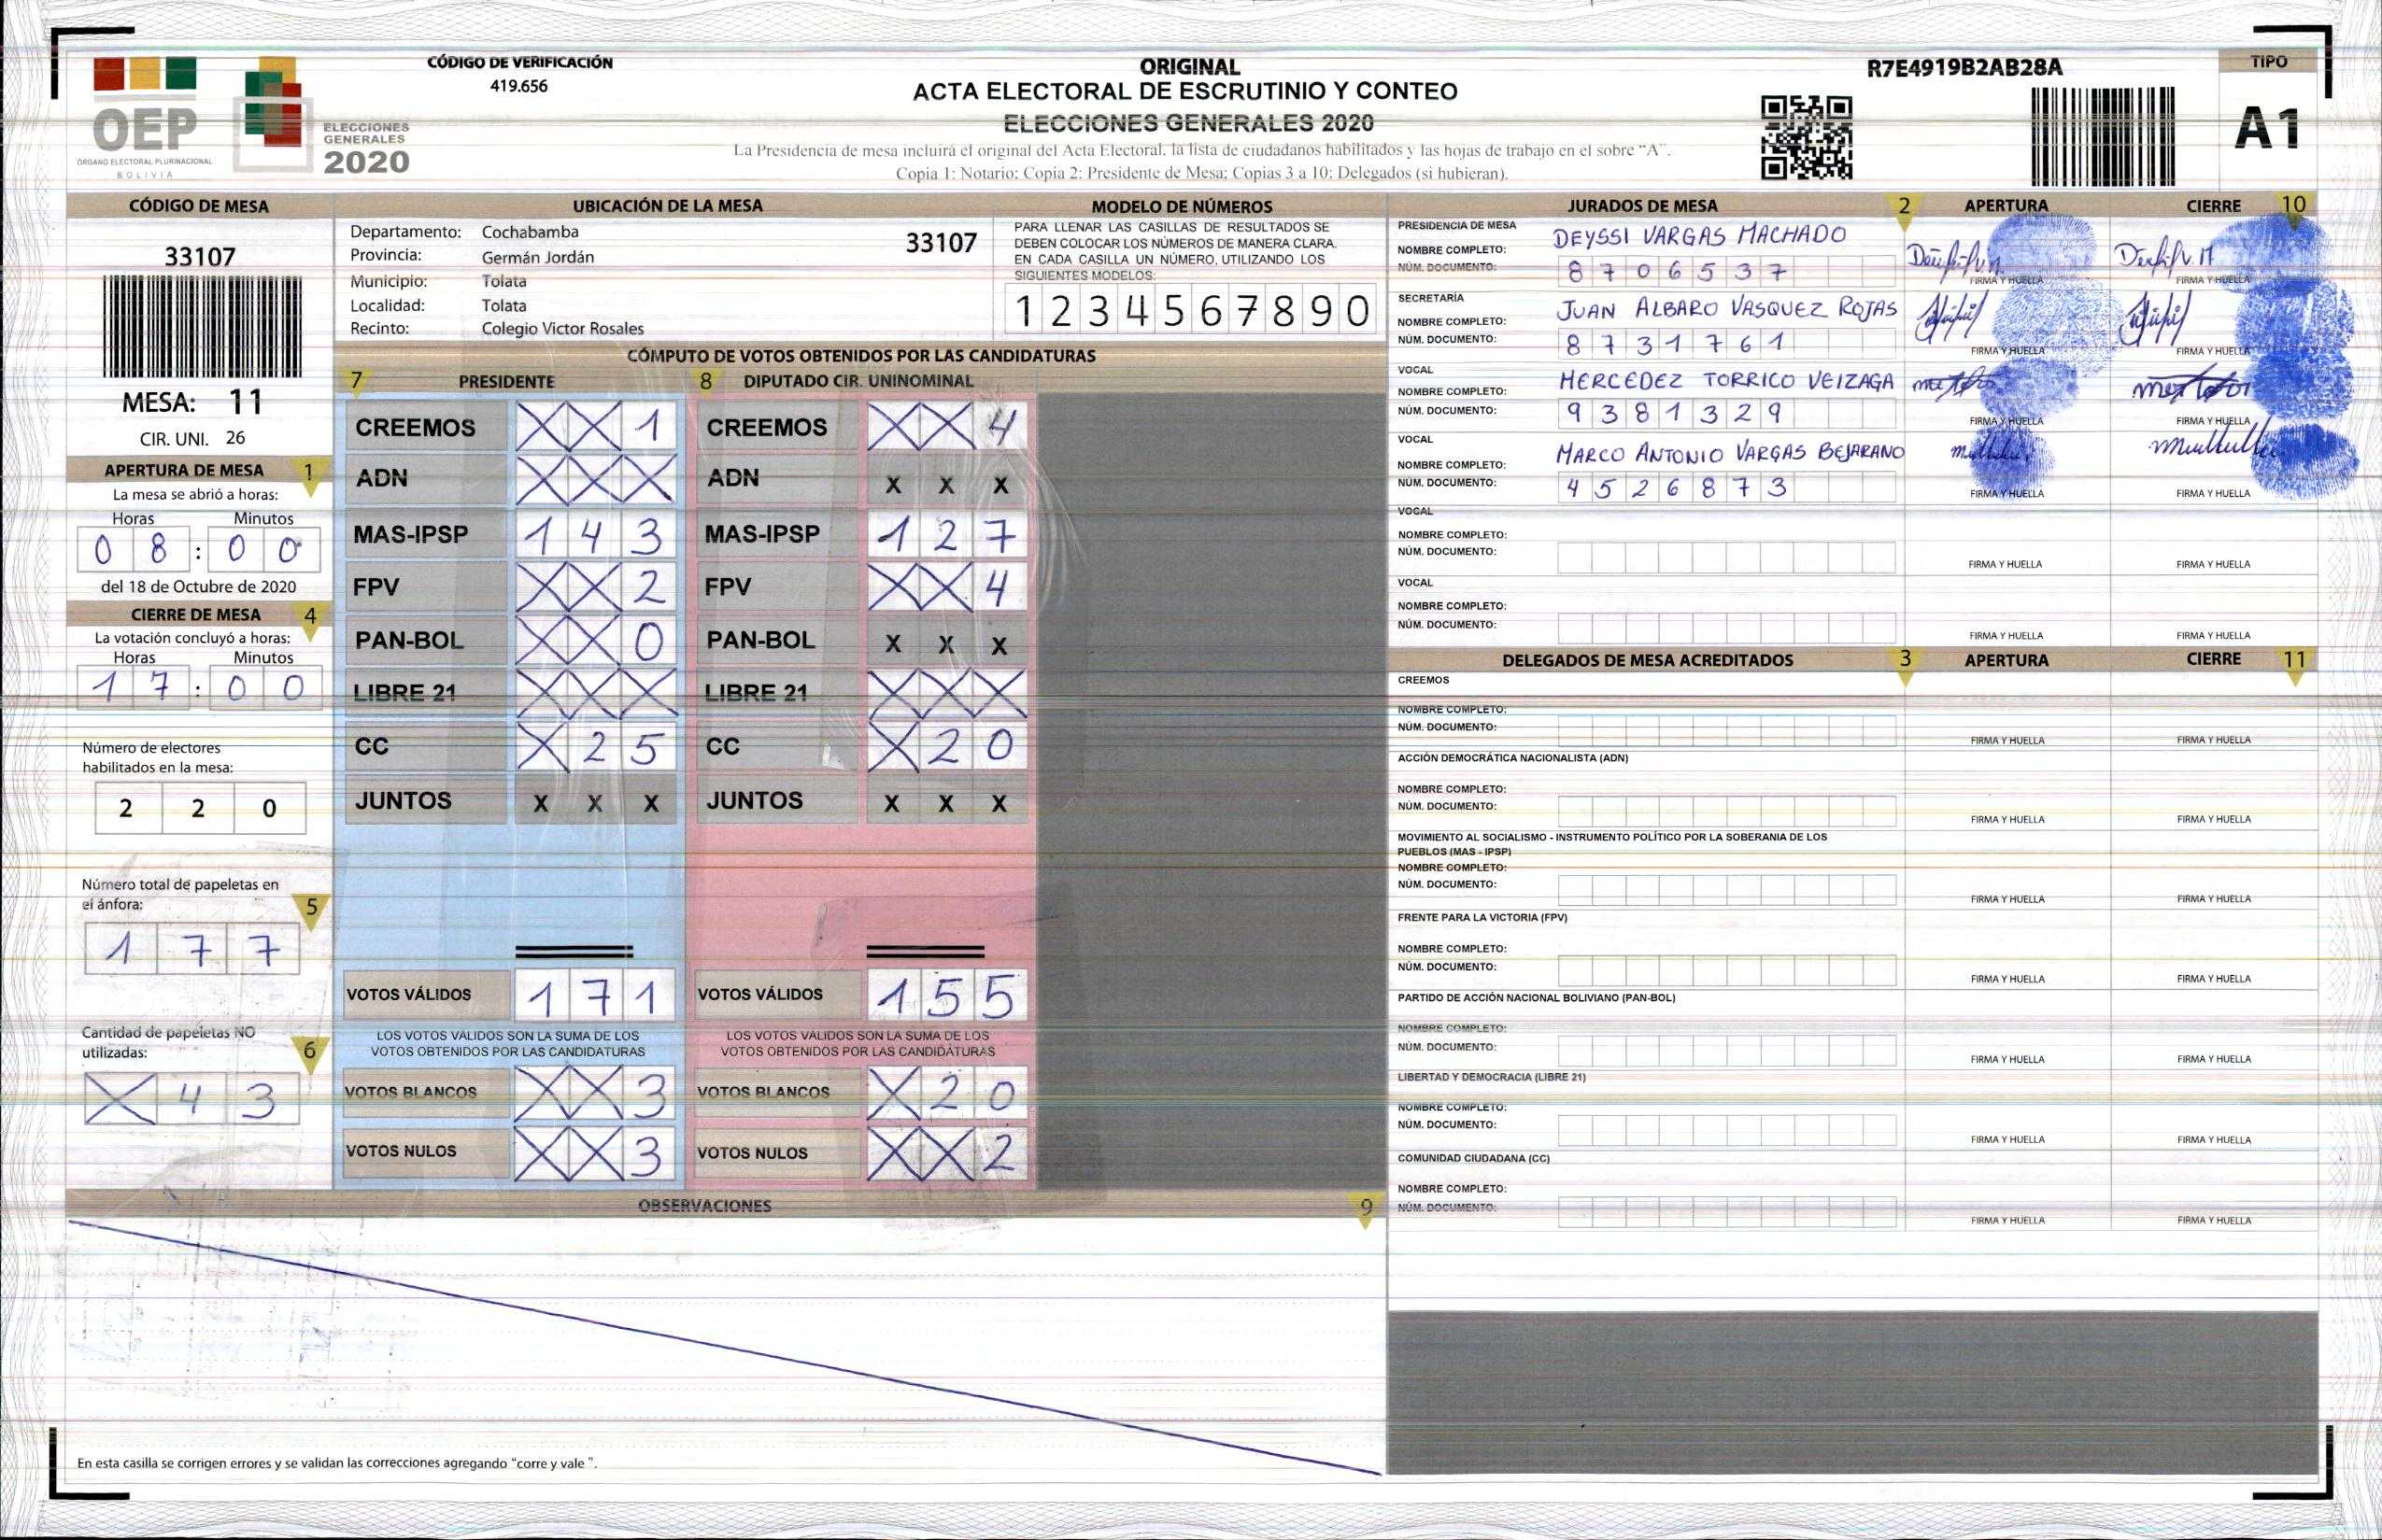 CÓDIGO DE VERIFICACIÓN
419.656
OEP
ÓRGANO ELECTORAL PLURINACIONAL
BOLIVIA
ELECCIONES
GENERALES
2020
ORIGINAL
ACTA ELECTORAL DE ESCRUTINIO Y CONTEO
ELECCIONES GENERALES 2020
La Presidencia de mesa incluirá el original del Acta Electoral, la lista de ciudadanos habilitados y las hojas de trabajo en el sobre “A”.
Copia 1: Notario; Copia 2: Presidente de Mesa; Copias 3 a 10: Delegados (si hubieran).
R7E4919B2AB28A
TIPO
A1
CÓDIGO DE MESA
33107
MESA: 11
CIR. UNI. 26
APERTURA DE MESA 1
La mesa se abrió a horas:
Horas Minutos
0 8 : 0 0
del 18 de Octubre de 2020
CIERRE DE MESA 4
La votación concluyó a horas:
Horas Minutos
1 7 : 0 0
Número de electores
habilitados en la mesa:
2 2 0
Número total de papeletas en
el ánfora:
5
1 7 7
Cantidad de papeletas NO
utilizadas:
6
X 4 3
UBICACIÓN DE LA MESA
Departamento: Cochabamba
33107
Provincia: Germán Jordán
Municipio: Tolata
Localidad: Tolata
Recinto: Colegio Victor Rosales
MODELO DE NÚMEROS
PARA LLENAR LAS CASILLAS DE RESULTADOS SE
DEBEN COLOCAR LOS NÚMEROS DE MANERA CLARA.
EN CADA CASILLA UN NÚMERO, UTILIZANDO LOS
SIGUIENTES MODELOS:
1 2 3 4 5 6 7 8 9 0
CÓMPUTO DE VOTOS OBTENIDOS POR LAS CANDIDATURAS
7 PRESIDENTE
CREEMOS X X 1
ADN X X X
MAS-IPSP 1 4 3
FPV X X 2
PAN-BOL X X 0
LIBRE 21 X X X
CC X 2 5
JUNTOS X X X
VOTOS VÁLIDOS 1 7 1
LOS VOTOS VÁLIDOS SON LA SUMA DE LOS
VOTOS OBTENIDOS POR LAS CANDIDATURAS
VOTOS BLANCOS X X 3
VOTOS NULOS X X 3
8 DIPUTADO CIR. UNINOMINAL
CREEMOS X X 4
ADN X X X
MAS-IPSP 1 2 7
FPV X X 4
PAN-BOL X X X
LIBRE 21 X X X
CC X 2 0
JUNTOS X X X
VOTOS VÁLIDOS 1 5 5
LOS VOTOS VÁLIDOS SON LA SUMA DE LOS
VOTOS OBTENIDOS POR LAS CANDIDATURAS
VOTOS BLANCOS X 2 0
VOTOS NULOS X X 2
OBSERVACIONES 9
En esta casilla se corrigen errores y se validan las correcciones agregando “corre y vale ”.
JURADOS DE MESA 2 APERTURA CIERRE 10
PRESIDENCIA DE MESA
NOMBRE COMPLETO: DEYSSI VARGAS MACHADO
NÚM. DOCUMENTO: 8 7 0 6 5 3 7
FIRMA Y HUELLA FIRMA Y HUELLA
SECRETARÍA
NOMBRE COMPLETO: JUAN ALBARO VASQUEZ ROJAS
NÚM. DOCUMENTO: 8 7 3 1 7 6 1
FIRMA Y HUELLA FIRMA Y HUELLA
VOCAL
NOMBRE COMPLETO: MERCEDEZ TORRICO VEIZAGA
NÚM. DOCUMENTO: 9 3 8 1 3 2 9
FIRMA Y HUELLA FIRMA Y HUELLA
VOCAL
NOMBRE COMPLETO: MARCO ANTONIO VARGAS BEJARANO
NÚM. DOCUMENTO: 4 5 2 6 8 7 3
FIRMA Y HUELLA FIRMA Y HUELLA
VOCAL
NOMBRE COMPLETO:
NÚM. DOCUMENTO:
FIRMA Y HUELLA FIRMA Y HUELLA
VOCAL
NOMBRE COMPLETO:
NÚM. DOCUMENTO:
FIRMA Y HUELLA FIRMA Y HUELLA
DELEGADOS DE MESA ACREDITADOS 3 APERTURA CIERRE 11
CREEMOS
NOMBRE COMPLETO:
NÚM. DOCUMENTO:
FIRMA Y HUELLA FIRMA Y HUELLA
ACCIÓN DEMOCRÁTICA NACIONALISTA (ADN)
NOMBRE COMPLETO:
NÚM. DOCUMENTO:
FIRMA Y HUELLA FIRMA Y HUELLA
MOVIMIENTO AL SOCIALISMO - INSTRUMENTO POLÍTICO POR LA SOBERANIA DE LOS
PUEBLOS (MAS - IPSP)
NOMBRE COMPLETO:
NÚM. DOCUMENTO:
FIRMA Y HUELLA FIRMA Y HUELLA
FRENTE PARA LA VICTORIA (FPV)
NOMBRE COMPLETO:
NÚM. DOCUMENTO:
FIRMA Y HUELLA FIRMA Y HUELLA
PARTIDO DE ACCIÓN NACIONAL BOLIVIANO (PAN-BOL)
NOMBRE COMPLETO:
NÚM. DOCUMENTO:
FIRMA Y HUELLA FIRMA Y HUELLA
LIBERTAD Y DEMOCRACIA (LIBRE 21)
NOMBRE COMPLETO:
NÚM. DOCUMENTO:
FIRMA Y HUELLA FIRMA Y HUELLA
COMUNIDAD CIUDADANA (CC)
NOMBRE COMPLETO:
NÚM. DOCUMENTO:
FIRMA Y HUELLA FIRMA Y HUELLA